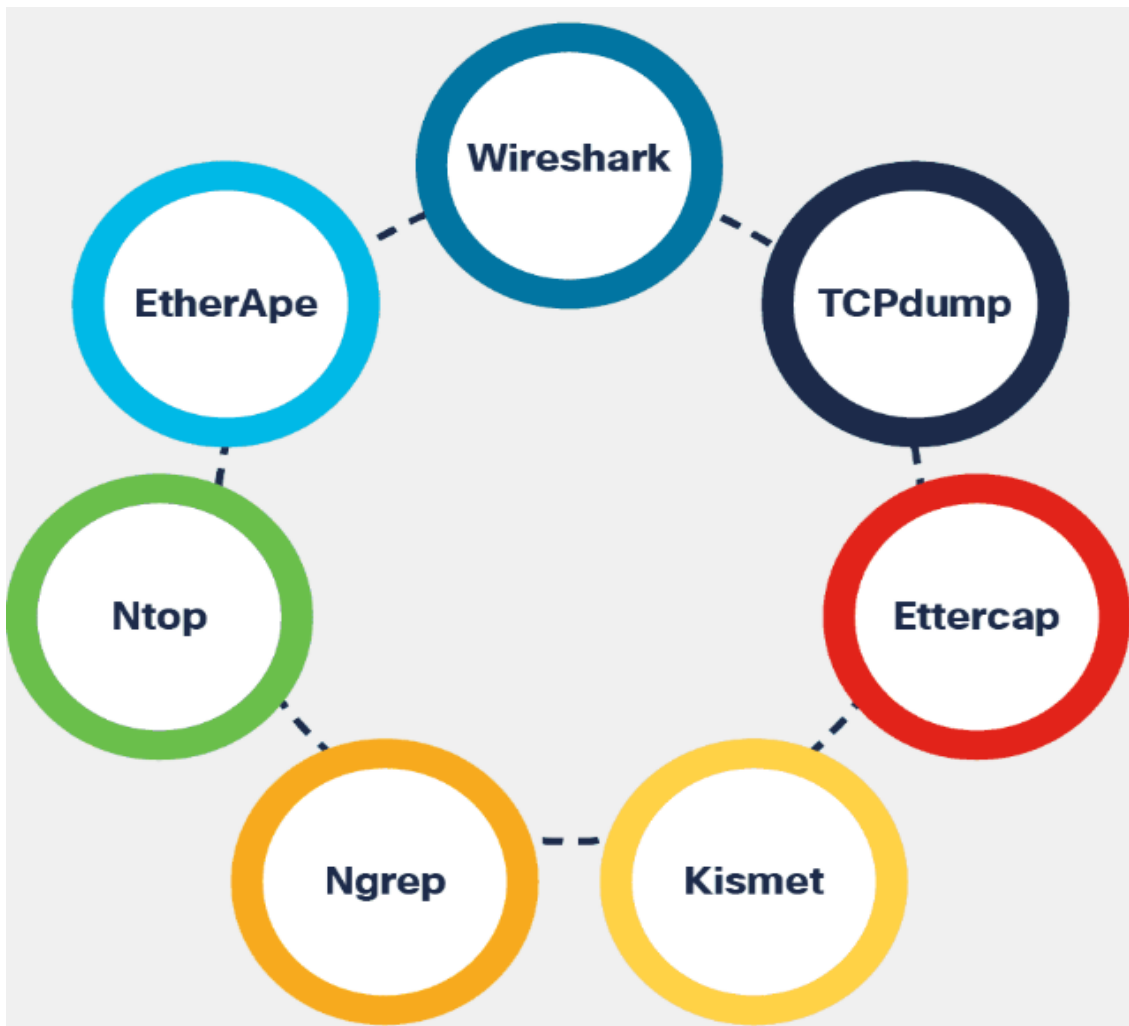 Wireshark
EtherApe
TCPdump
Ntop
Ettercap
Ngrep
Kismet